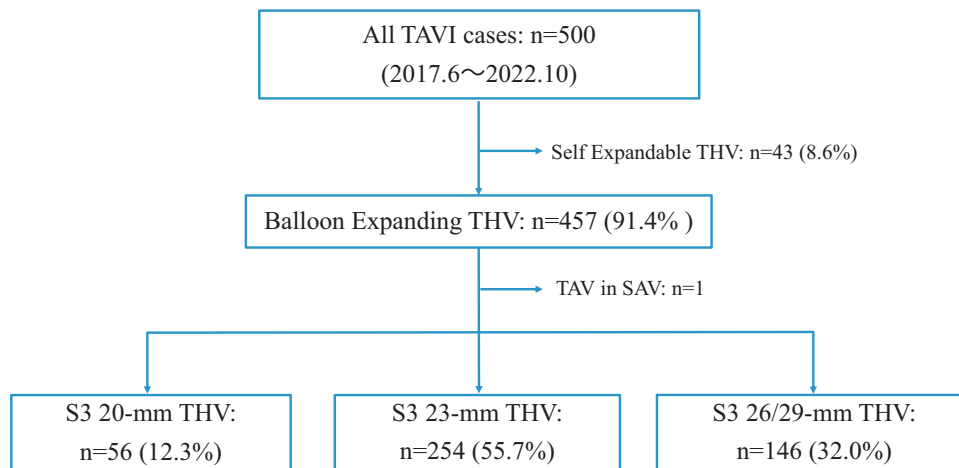 All TAVI cases: n=500
(2017.6〜2022.10)
Self Expandable THV: n=43 (8.6%)
Balloon Expanding THV: n=457 (91.4% )
TAV in SAV: n=1
S3 20-mm THV:
n=56 (12.3%)
S3 23-mm THV:
n=254 (55.7%)
S3 26/29-mm THV:
n=146 (32.0%)